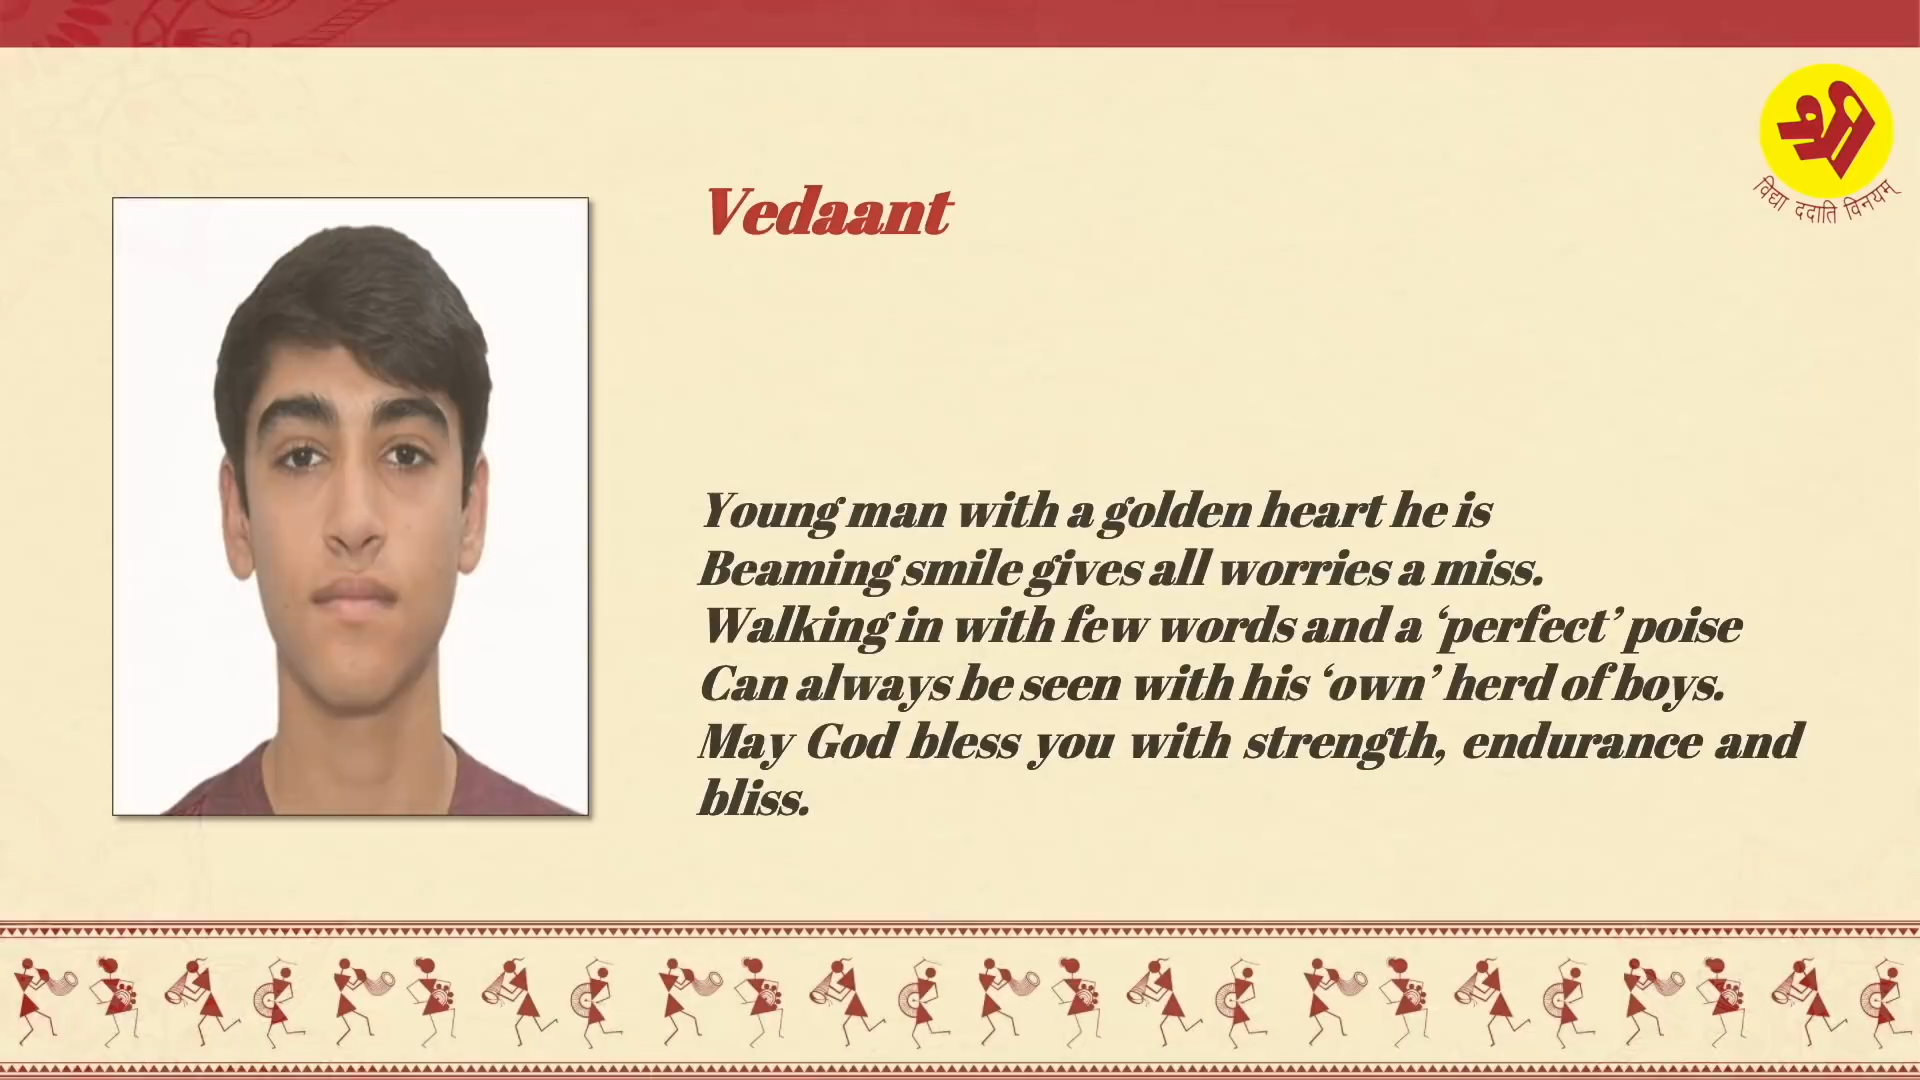 Vedaant
श्री
विद्या ददाति विनयम्
Young man with a golden heart he is
Beaming smile gives all worries a miss.
Walking in with few words and a ‘perfect’ poise
Can always be seen with his ‘own’ herd of boys.
May God bless you with strength, endurance and
bliss.